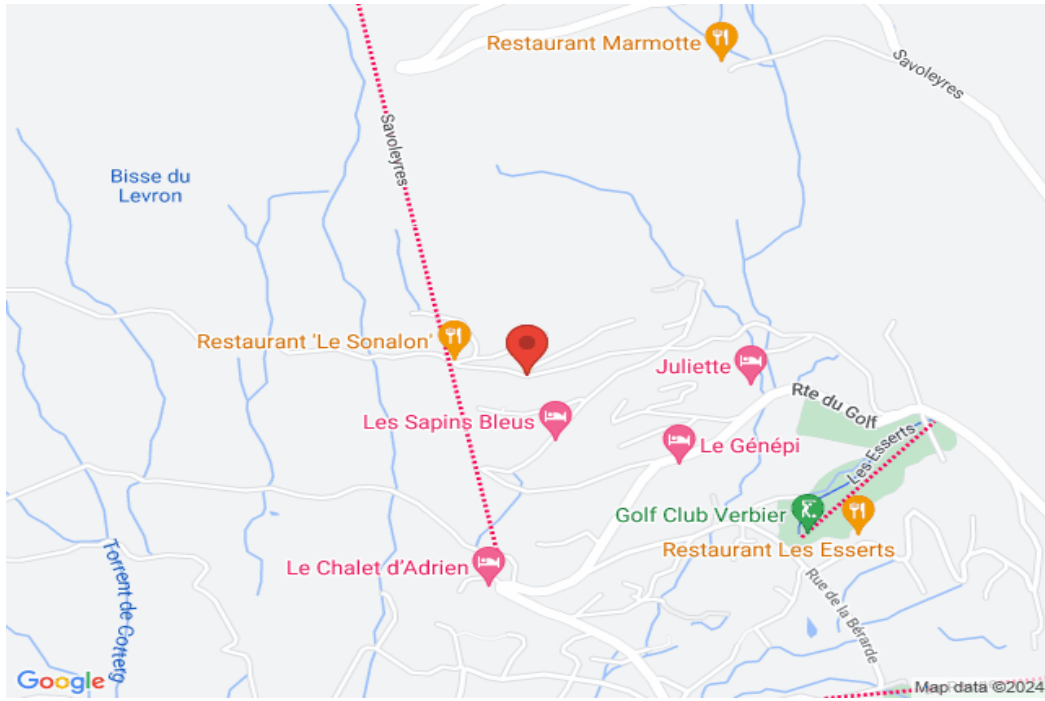 Restaurant Marmotte
Savoleyres
Savoleyres
Bisse du
Levron
Restaurant 'Le Sonalon'
Juliette
Rte du Golf
Les Sapins Bleus
Les Esserts
Le Génépi
Golf Club Verbier
Restaurant Les Esserts
Le Chalet d'Adrien
Torrent de Cotterg
Rue de la Bérarde
Google
Map data ©2024